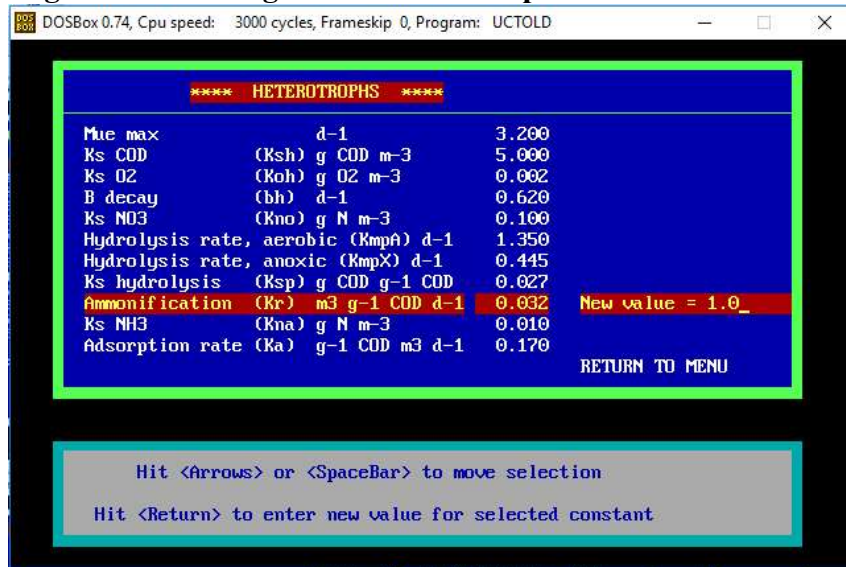 DOSBox 0.74, Cpu speed: 3000 cycles, Frameskip 0, Program: UCTOLD
**** HETEROTROPHS ****
Mue max d-1 3.200
Ks COD (Ksh) g COD m-3 5.000
Ks O2 (Koh) g O2 m-3 0.002
B decay (bh) d-1 0.620
Ks NO3 (Kno) g N m-3 0.100
Hydrolysis rate, aerobic (KmpA) d-1 1.350
Hydrolysis rate, anoxic (KmpX) d-1 0.445
Ks hydrolysis (Ksp) g COD g-1 COD 0.027
Ammonification (Kr) m3 g-1 COD d-1 0.032 New value = 1.0_
Ks NH3 (Kna) g N m-3 0.010
Adsorption rate (Ka) g-1 COD m3 d-1 0.170
RETURN TO MENU
Hit <Arrows> or <SpaceBar> to move selection
Hit <Return> to enter new value for selected constant